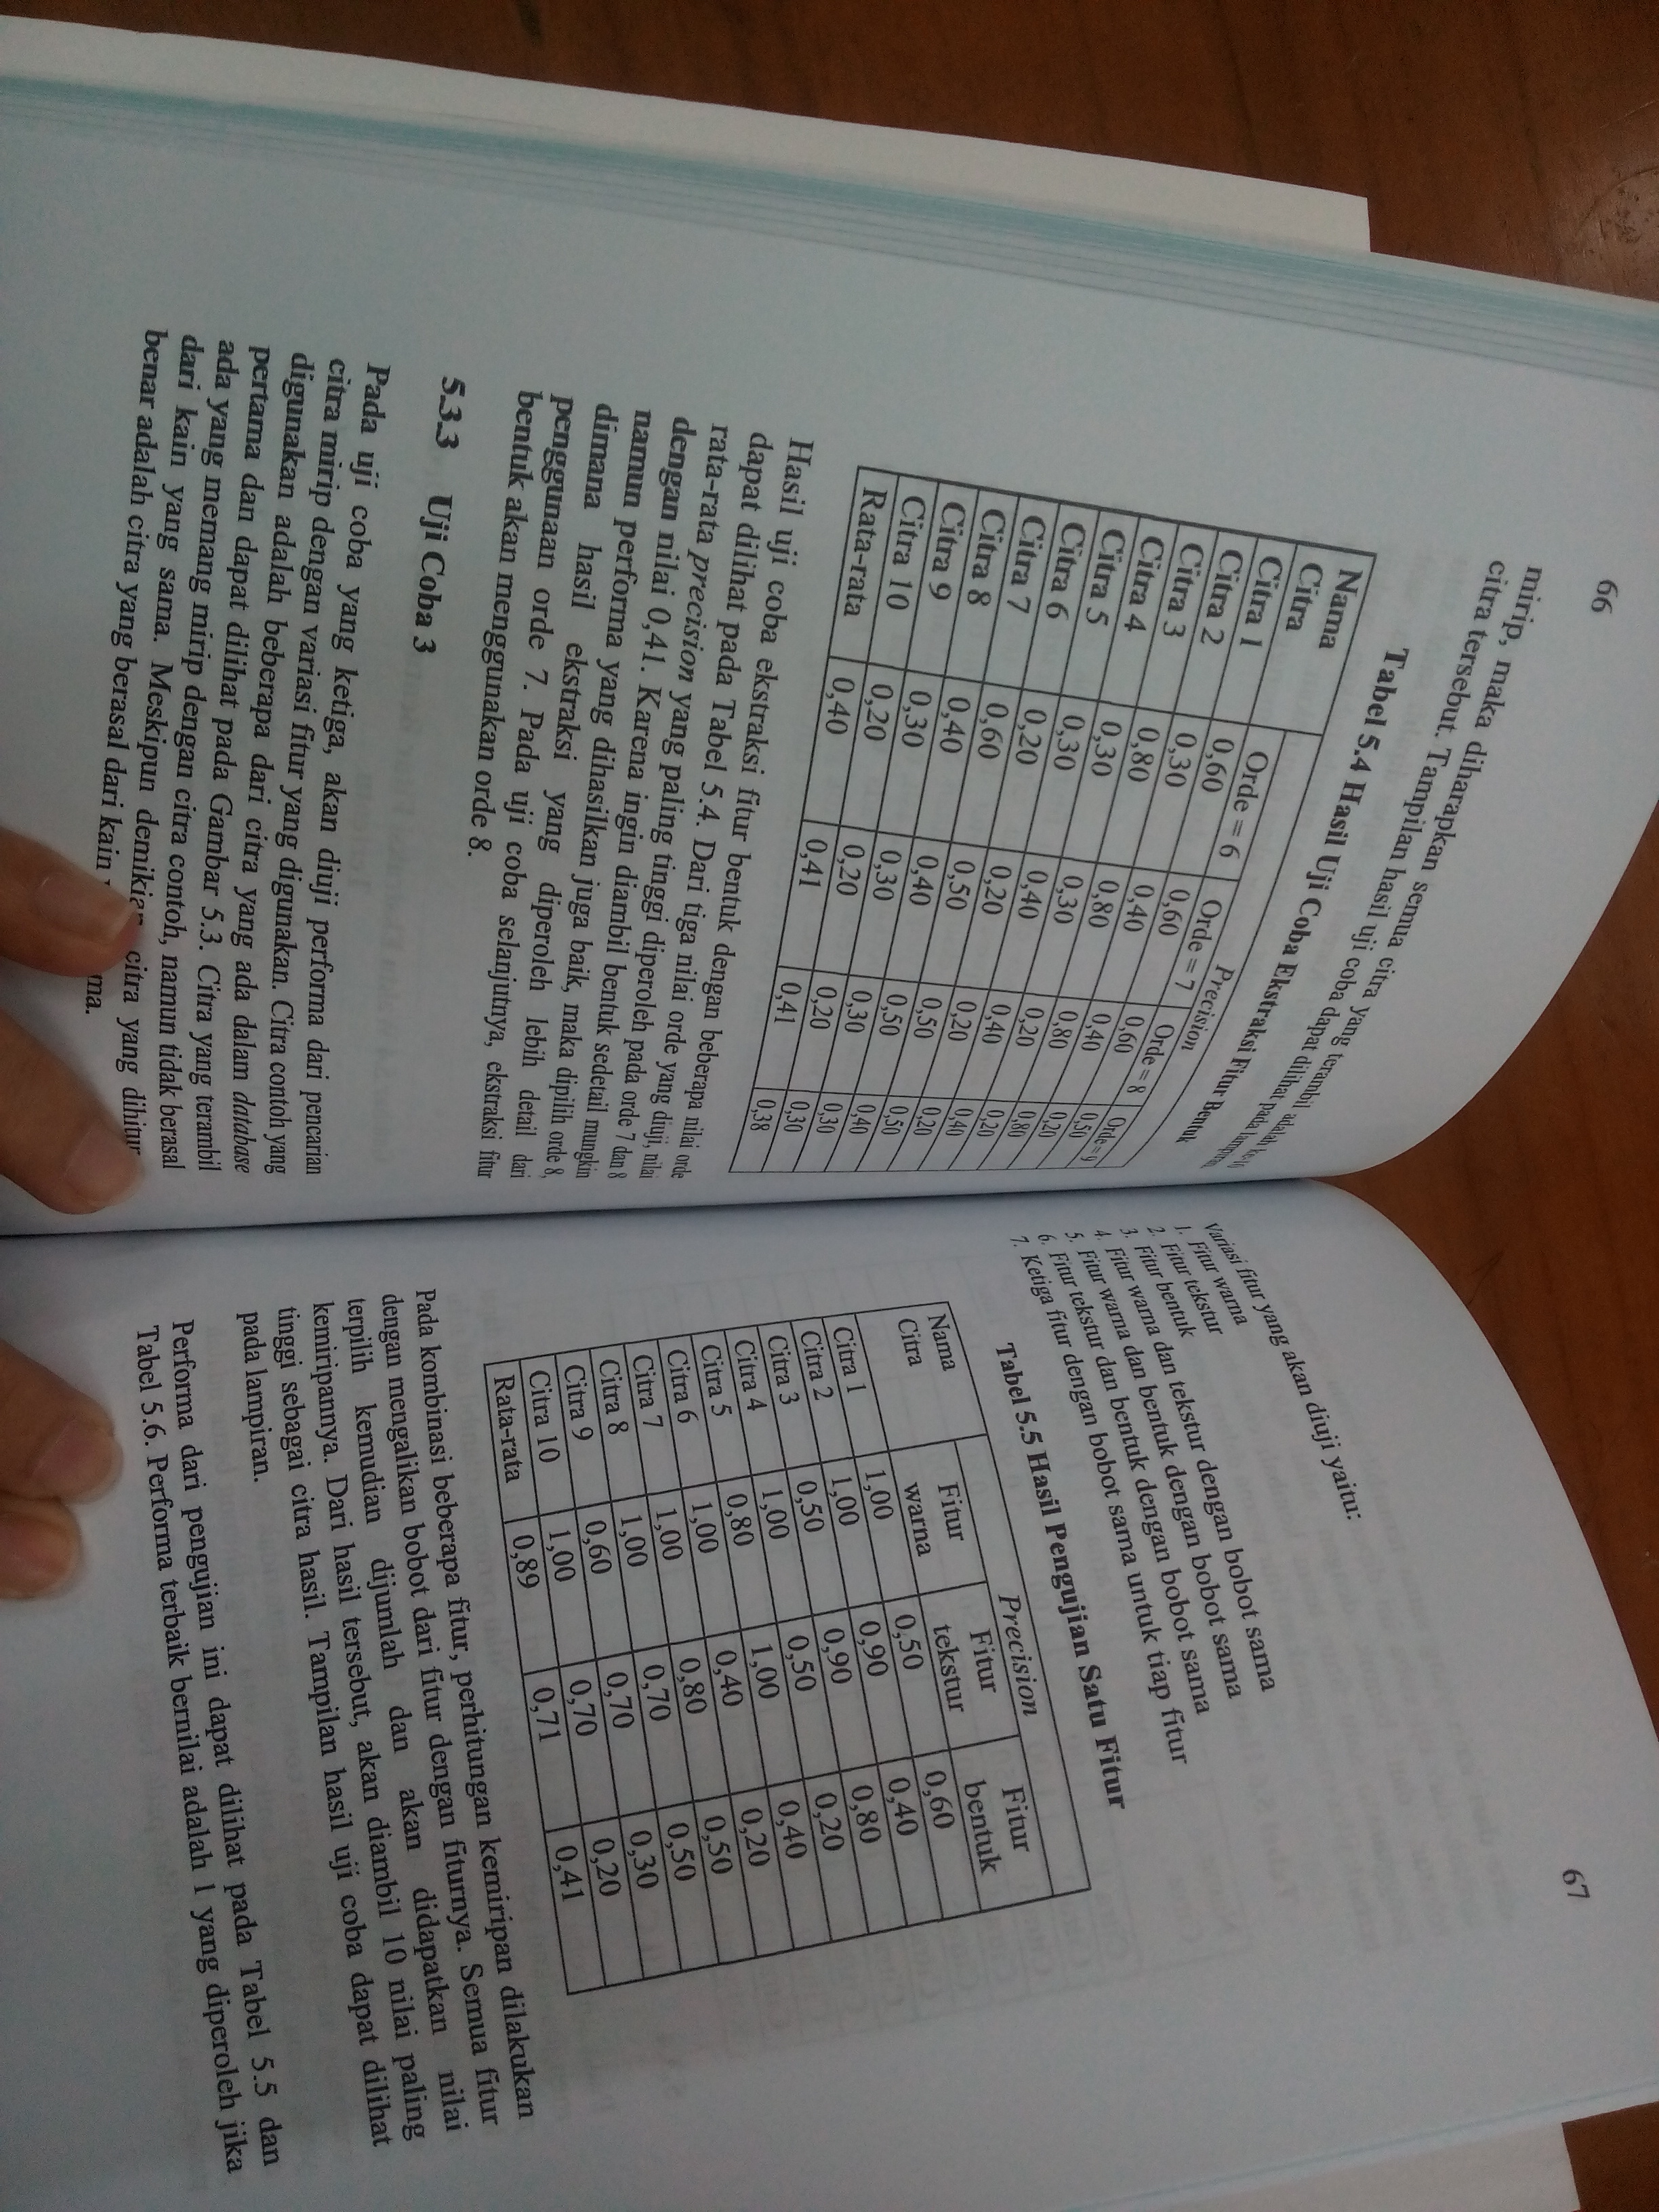 66
mirip, maka diharapkan semua citra yang terambil adalah ke-10
citra tersebut. Tampilan hasil uji coba dapat dilihat pada lampiran.
Tabel 5.4 Hasil Uji Coba Ekstraksi Fitur Bentuk
Nama Citra Precision
Orde = 6 Orde = 7 Orde = 8 Orde = 9
Citra 1 0,60 0,60 0,60 0,50
Citra 2 0,30 0,40 0,40 0,20
Citra 3 0,80 0,80 0,80 0,80
Citra 4 0,30 0,30 0,20 0,20
Citra 5 0,30 0,40 0,40 0,40
Citra 6 0,20 0,20 0,20 0,20
Citra 7 0,60 0,50 0,50 0,50
Citra 8 0,40 0,40 0,50 0,40
Citra 9 0,30 0,30 0,30 0,30
Citra 10 0,20 0,20 0,20 0,30
Rata-rata 0,40 0,41 0,41 0,38
Hasil uji coba ekstraksi fitur bentuk dengan beberapa nilai orde
dapat dilihat pada Tabel 5.4. Dari tiga nilai orde yang diuji, nilai
rata-rata precision yang paling tinggi diperoleh pada orde 7 dan 8
dengan nilai 0,41. Karena ingin diambil bentuk sedetail mungkin
namun performa yang dihasilkan juga baik, maka dipilih orde 8,
dimana hasil ekstraksi yang diperoleh lebih detail dari
penggunaan orde 7. Pada uji coba selanjutnya, ekstraksi fitur
bentuk akan menggunakan orde 8.
5.3.3 Uji Coba 3
Pada uji coba yang ketiga, akan diuji performa dari pencarian
citra mirip dengan variasi fitur yang digunakan. Citra contoh yang
digunakan adalah beberapa dari citra yang ada dalam database
pertama dan dapat dilihat pada Gambar 5.3. Citra yang terambil
ada yang memang mirip dengan citra contoh, namun tidak berasal
dari kain yang sama. Meskipun demikian citra yang dihitung
benar adalah citra yang berasal dari kain
67
Variasi fitur yang akan diuji yaitu:
1. Fitur warna
2. Fitur tekstur
3. Fitur bentuk
4. Fitur warna dan tekstur dengan bobot sama
5. Fitur warna dan bentuk dengan bobot sama
6. Fitur tekstur dan bentuk dengan bobot sama
7. Ketiga fitur dengan bobot sama untuk tiap fitur
Tabel 5.5 Hasil Pengujian Satu Fitur
Nama Citra Precision
Fitur warna Fitur tekstur Fitur bentuk
Citra 1 1,00 0,50 0,60
Citra 2 1,00 0,90 0,40
Citra 3 0,50 0,90 0,80
Citra 4 1,00 0,50 0,20
Citra 5 0,80 1,00 0,40
Citra 6 1,00 0,40 0,20
Citra 7 1,00 0,80 0,50
Citra 8 1,00 0,70 0,50
Citra 9 0,60 0,70 0,30
Citra 10 1,00 0,70 0,20
Rata-rata 0,89 0,71 0,41
Pada kombinasi beberapa fitur, perhitungan kemiripan dilakukan
dengan mengalikan bobot dari fitur dengan fiturnya. Semua fitur
terpilih kemudian dijumlah dan akan didapatkan nilai
kemiripannya. Dari hasil tersebut, akan diambil 10 nilai paling
tinggi sebagai citra hasil. Tampilan hasil uji coba dapat dilihat
pada lampiran.
Performa dari pengujian ini dapat dilihat pada Tabel 5.5 dan
Tabel 5.6. Performa terbaik bernilai adalah 1 yang diperoleh jika